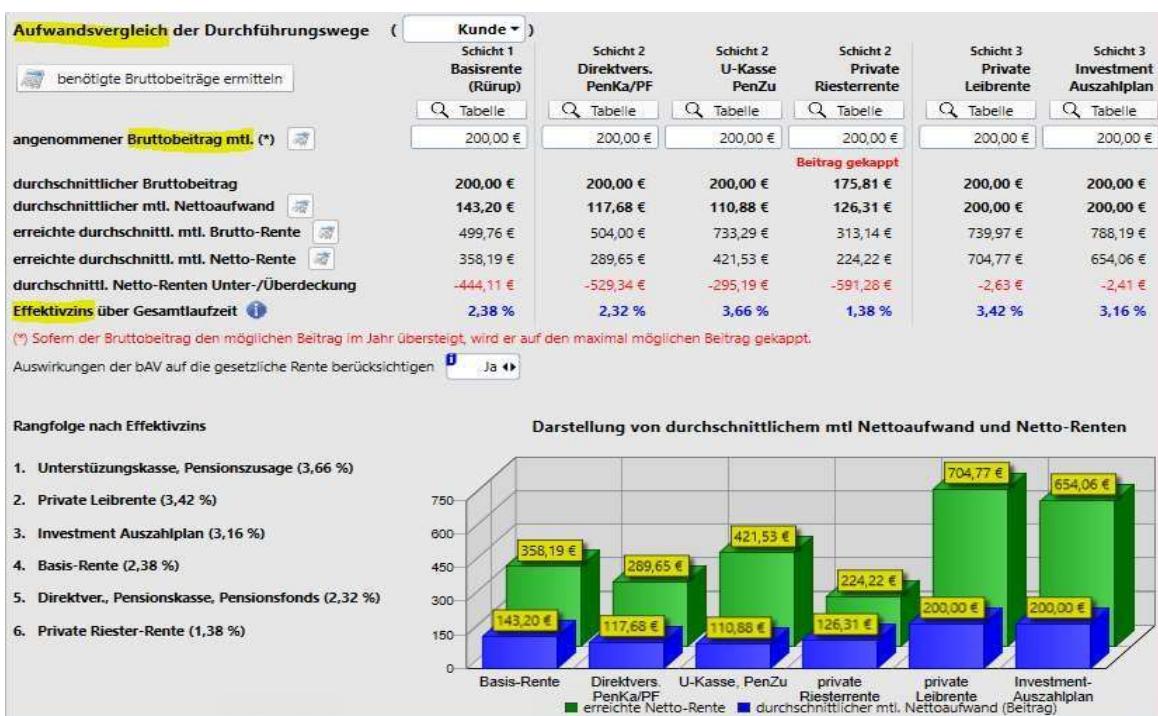 Aufwandsvergleich der Durchführungswege ( Kunde )
Schicht 1 Schicht 2 Schicht 2 Schicht 2 Schicht 3 Schicht 3
Basisrente Direktvers. U-Kasse Private Private Investment
(Rürup) PenKa/PF PenZu Riesterrente Leibrente Auszahlplan
benötigte Bruttobeiträge ermitteln
Tabelle Tabelle Tabelle Tabelle Tabelle Tabelle
angenommener Bruttobeitrag mtl. (*) 200,00 € 200,00 € 200,00 € 200,00 € 200,00 € 200,00 €
Beitrag gekappt
durchschnittlicher Bruttobeitrag 200,00 € 200,00 € 200,00 € 175,81 € 200,00 € 200,00 €
durchschnittlicher mtl. Nettoaufwand 143,20 € 117,68 € 110,88 € 126,31 € 200,00 € 200,00 €
erreichte durchschnittl. mtl. Brutto-Rente 499,76 € 504,00 € 733,29 € 313,14 € 739,97 € 788,19 €
erreichte durchschnittl. mtl. Netto-Rente 358,19 € 289,65 € 421,53 € 224,22 € 704,77 € 654,06 €
durchschnittl. Netto-Renten Unter-/Überdeckung -444,11 € -529,34 € -295,19 € -591,28 € -2,63 € -2,41 €
Effektivzins über Gesamtlaufzeit i 2,38 % 2,32 % 3,66 % 1,38 % 3,42 % 3,16 %
(*) Sofern der Bruttobeitrag den möglichen Beitrag im Jahr übersteigt, wird er auf den maximal möglichen Beitrag gekappt.
Auswirkungen der bAV auf die gesetzliche Rente berücksichtigen i Ja
Rangfolge nach Effektivzins
1. Unterstüzungskasse, Pensionszusage (3,66 %)
2. Private Leibrente (3,42 %)
3. Investment Auszahlplan (3,16 %)
4. Basis-Rente (2,38 %)
5. Direktver., Pensionskasse, Pensionsfonds (2,32 %)
6. Private Riester-Rente (1,38 %)
Darstellung von durchschnittlichem mtl Nettoaufwand und Netto-Renten
750
600
450
300
150
0
358,19 € 289,65 € 421,53 € 224,22 € 704,77 € 654,06 €
143,20 € 117,68 € 110,88 € 126,31 € 200,00 € 200,00 €
Basis-Rente Direktvers. U-Kasse, PenZu private private Investment-
PenKa/PF Riesterrente Leibrente Auszahlplan
erreichte Netto-Rente durchschnittlicher mtl. Nettoaufwand (Beitrag)